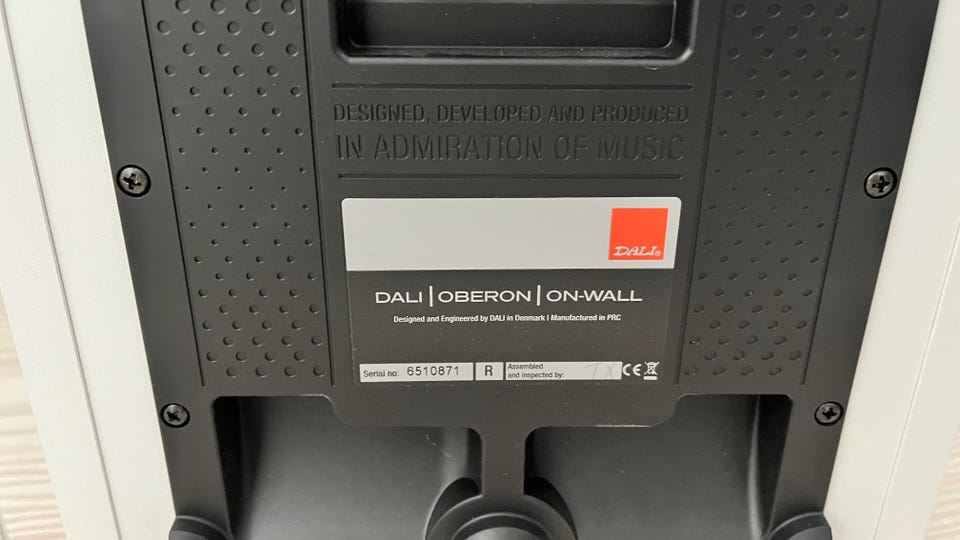 DESIGNED, DEVELOPED AND PRODUCED
IN ADMIRATION OF MUSIC
DALI®
DALI | OBERON | ON-WALL
Designed and Engineered by DALI in Denmark | Manufactured in PRC
Serial no: 6510871 R Assembled
and inspected by: TX CE